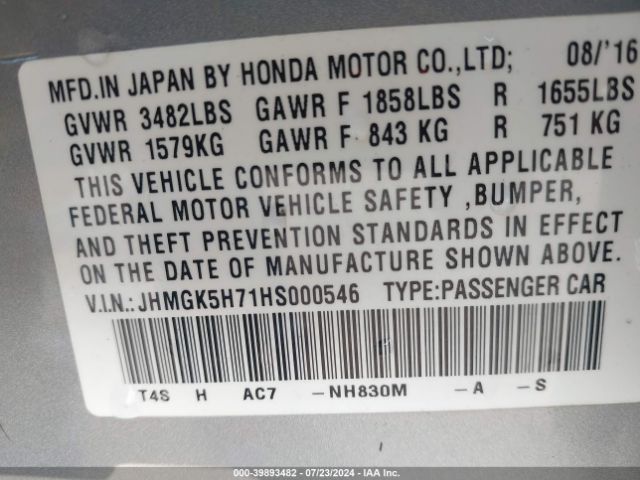 MFD.IN JAPAN BY HONDA MOTOR CO.,LTD; 08/'16
GVWR 3482LBS GAWR F 1858LBS R 1655LBS
GVWR 1579KG GAWR F 843 KG R 751 KG
THIS VEHICLE CONFORMS TO ALL APPLICABLE
FEDERAL MOTOR VEHICLE SAFETY ,BUMPER,
AND THEFT PREVENTION STANDARDS IN EFFECT
ON THE DATE OF MANUFACTURE SHOWN ABOVE.
V.I.N.: JHMGK5H71HS000546 TYPE:PASSENGER CAR
T4S H AC7 -NH830M -A -S
000-39893482 - 07/23/2024 - IAA Inc.